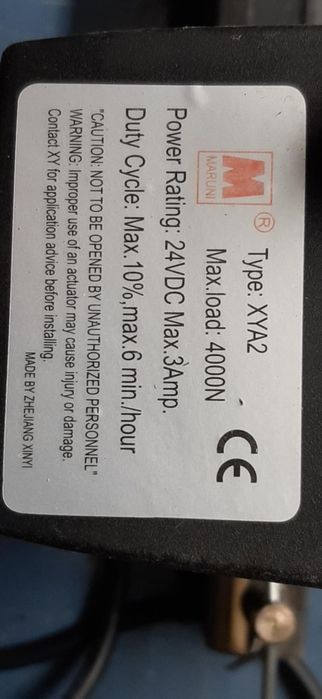 M ®
MARUNI
Type: XYA2
Max.load: 4000N
CE
Power Rating: 24VDC Max.3Amp.
Duty Cycle: Max.10%,max.6 min./hour
"CAUTION: NOT TO BE OPENED BY UNAUTHORIZED PERSONNEL"
WARNING: Improper use of an actuator may cause injury or damage.
Contact XY for application advice before installing.
MADE BY ZHEJIANG XINYI